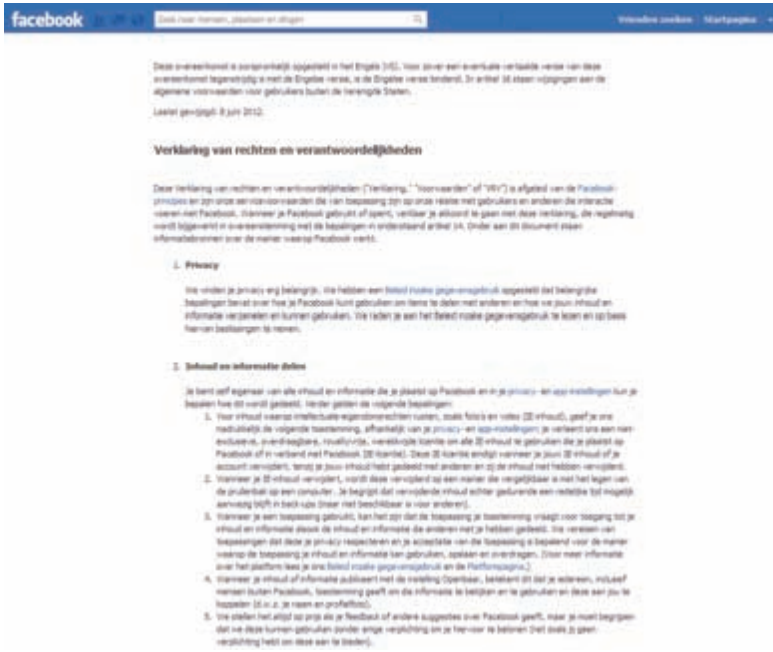 facebook
Zoek naar mensen, plaatsen en dingen
Vrienden zoeken Startpagina
Deze overeenkomst is oorspronkelijk opgesteld in het Engels (VS). Voor zover een eventuele vertaalde versie van deze
overeenkomst tegenstrijdig is met de Engelse versie, is de Engelse versie bindend. In artikel 16 staan wijzigingen aan de
algemene voorwaarden voor gebruikers buiten de Verenigde Staten.
Laatst gewijzigd: 8 juni 2012.
Verklaring van rechten en verantwoordelijkheden
Deze Verklaring van rechten en verantwoordelijkheden ("Verklaring," "Voorwaarden" of "VRV") is afgeleid van de Facebook-
principes en zijn onze servicevoorwaarden die van toepassing zijn op onze relatie met gebruikers en anderen die interactie
voeren met Facebook. Wanneer je Facebook gebruikt of opent, verklaar je akkoord te gaan met deze Verklaring, die regelmatig
wordt bijgewerkt in overeenstemming met de bepalingen in onderstaand artikel 14. Onder aan dit document staan
informatiebronnen over de manier waarop Facebook werkt.
1. Privacy
We vinden je privacy erg belangrijk. We hebben een Beleid inzake gegevensgebruik opgesteld dat belangrijke
bepalingen bevat over hoe je Facebook kunt gebruiken om items te delen met anderen en hoe we jouw inhoud en
informatie verzamelen en kunnen gebruiken. We raden je aan het Beleid inzake gegevensgebruik te lezen en op basis
hiervan beslissingen te nemen.
2. Inhoud en informatie delen
Je bent zelf eigenaar van alle inhoud en informatie die je plaatst op Facebook en in je privacy- en app-instellingen kun je
bepalen hoe dit wordt gedeeld. Verder gelden de volgende bepalingen:
1. Voor inhoud waarop intellectuele-eigendomsrechten rusten, zoals foto's en video (IE-inhoud), geef je ons
nadrukkelijk de volgende toestemming, afhankelijk van je privacy- en app-instellingen: je verleent ons een niet-
exclusieve, overdraagbare, royaltyvrije, wereldwijde licentie om alle IE-inhoud te gebruiken die je plaatst op
Facebook of in verband met Facebook (IE-licentie). Deze IE-licentie eindigt wanneer je jouw IE-inhoud of je
account verwijdert, tenzij je jouw inhoud hebt gedeeld met anderen en zij de inhoud niet hebben verwijderd.
2. Wanneer je IE-inhoud verwijdert, wordt deze verwijderd op een manier die vergelijkbaar is met het legen van
de prullenbak op een computer. Je begrijpt dat verwijderde inhoud echter gedurende een redelijke tijd mogelijk
aanwezig blijft in back-ups (maar niet beschikbaar is voor anderen).
3. Wanneer je een toepassing gebruikt, kan het zijn dat de toepassing je toestemming vraagt voor toegang tot je
inhoud en informatie alsook de inhoud en informatie die anderen met je hebben gedeeld. We vereisen van
toepassingen dat deze je privacy respecteren en je acceptatie van die toepassing is bepalend voor de manier
waarop de toepassing je inhoud en informatie kan gebruiken, opslaan en overdragen. (Voor meer informatie
over het platform lees je ons Beleid inzake gegevensgebruik en de Platformpagina.)
4. Wanneer je inhoud of informatie publiceert met de instelling Openbaar, betekent dit dat je iedereen, inclusief
mensen buiten Facebook, toestemming geeft om die informatie te bekijken en te gebruiken en deze aan jou te
koppelen (d.w.z. je naam en profielfoto).
5. We stellen het altijd op prijs als je feedback of andere suggesties over Facebook geeft, maar je moet begrijpen
dat we deze kunnen gebruiken zonder enige verplichting om je hiervoor te belonen (net zoals jij geen
verplichting hebt om deze aan te bieden).